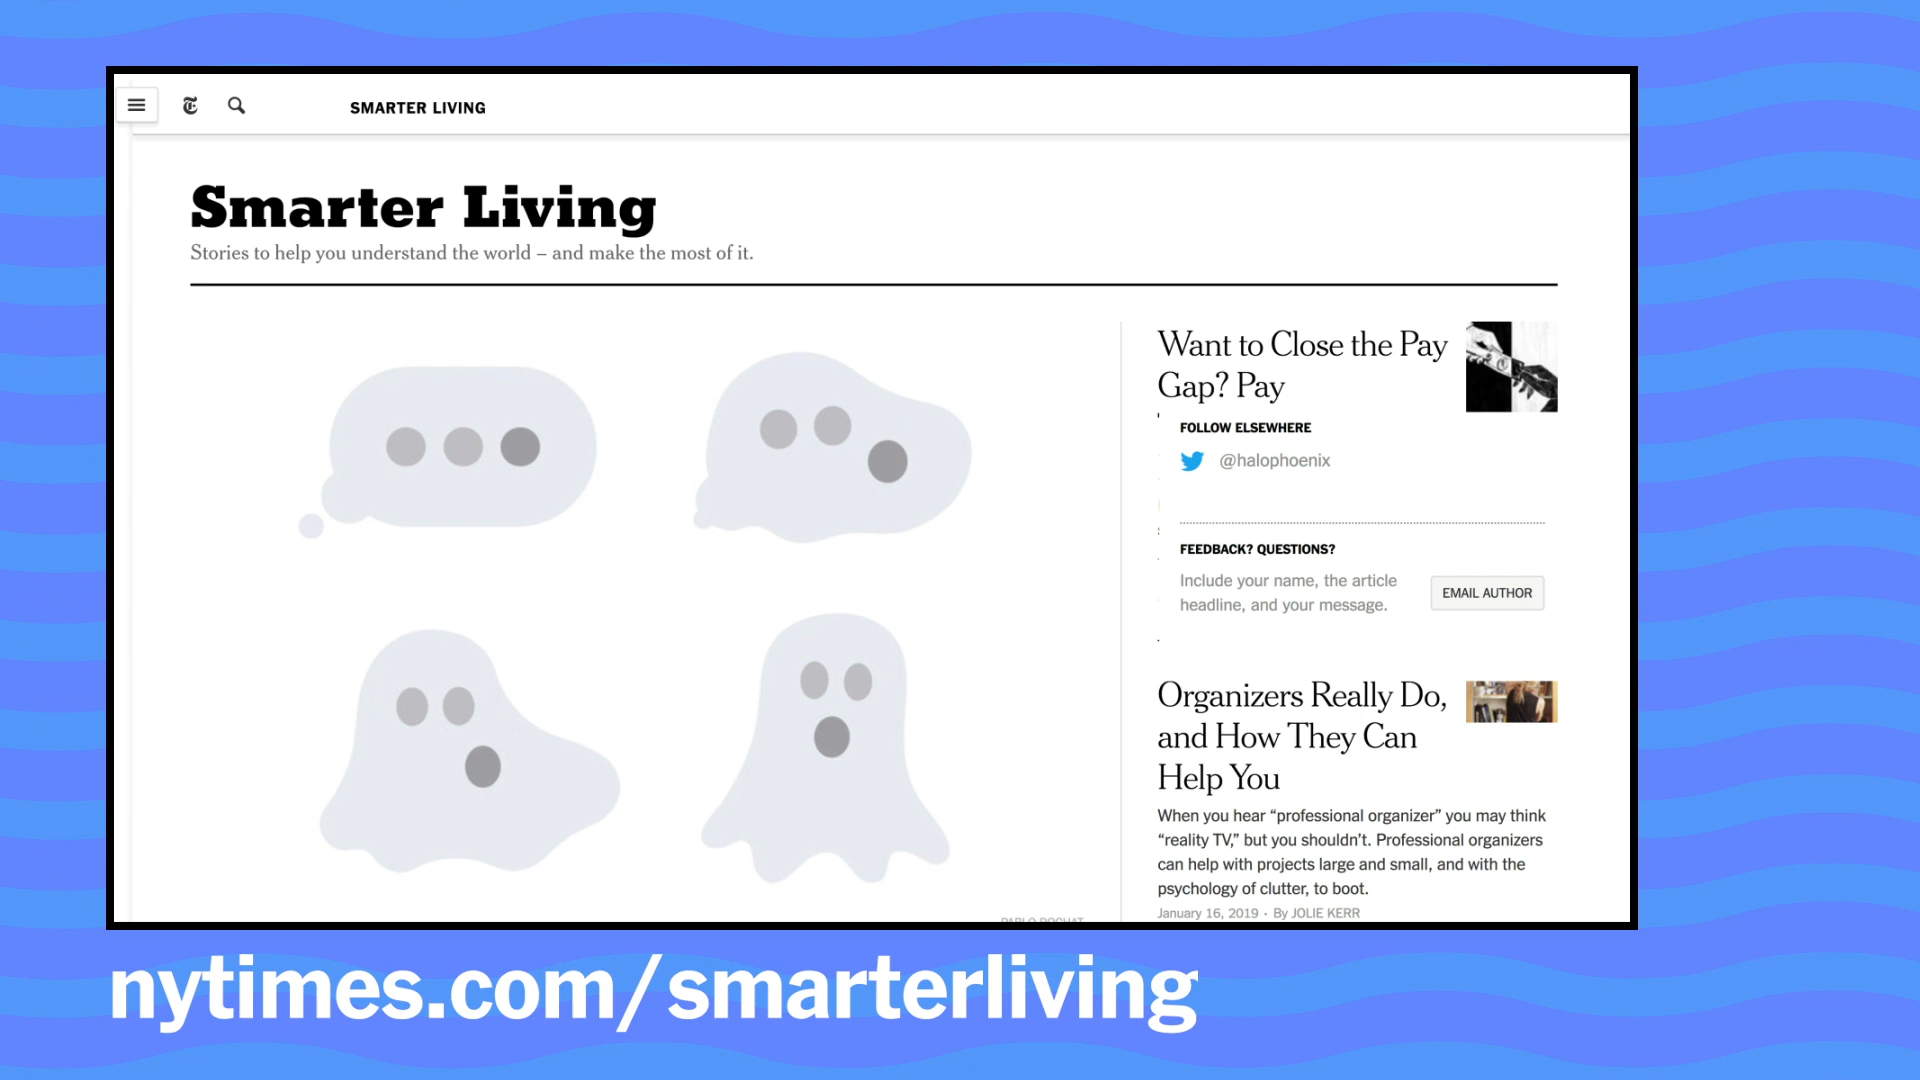 SMARTER LIVING
Smarter Living
Stories to help you understand the world – and make the most of it.
Want to Close the Pay
Gap? Pay
FOLLOW ELSEWHERE
@halophoenix
FEEDBACK? QUESTIONS?
Include your name, the article
headline, and your message.
EMAIL AUTHOR
Organizers Really Do,
and How They Can
Help You
When you hear “professional organizer” you may think
“reality TV,” but you shouldn’t. Professional organizers
can help with projects large and small, and with the
psychology of clutter, to boot.
January 16, 2019 • By JOLIE KERR
PABLO ROCHAT
nytimes.com/smarterliving